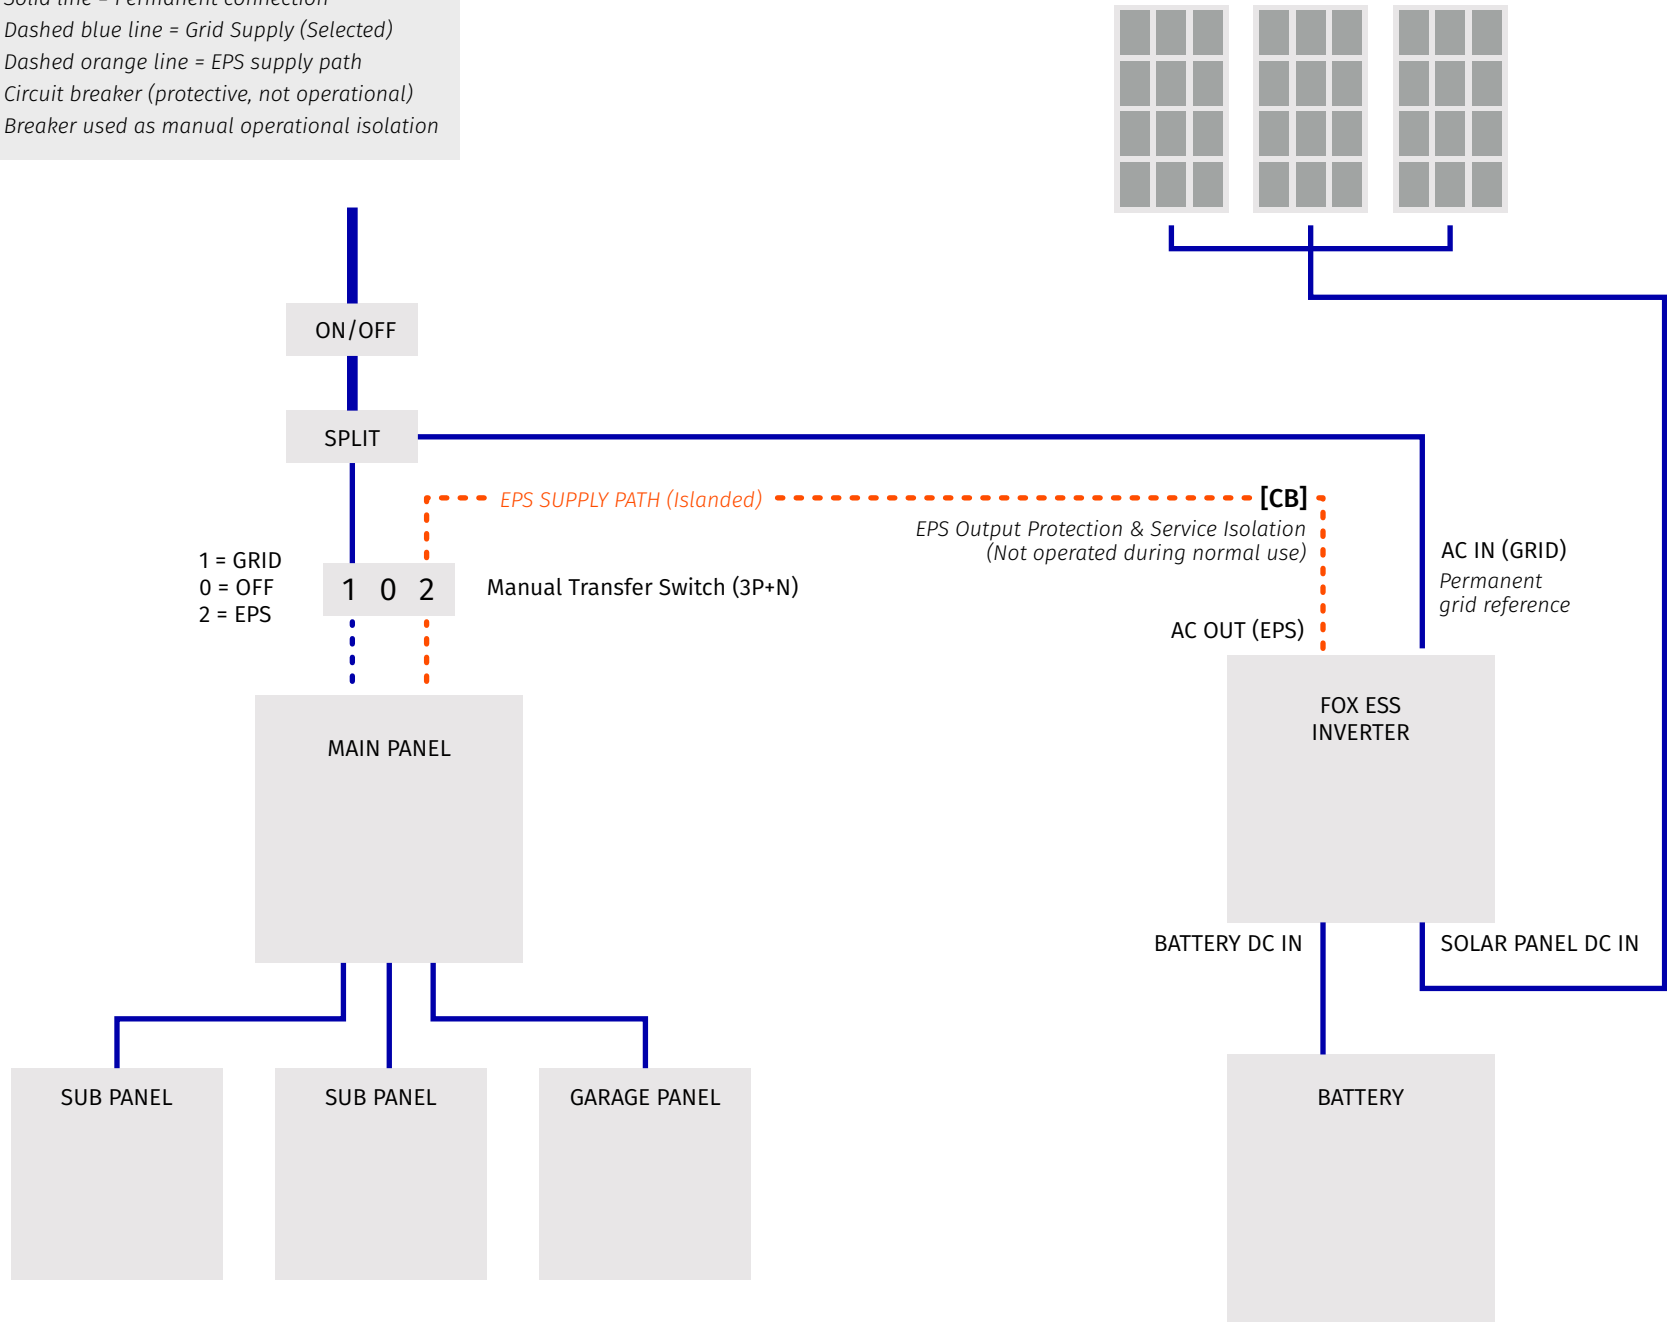 Solid line = Permanent connection
Dashed blue line = Grid Supply (Selected)
Dashed orange line = EPS supply path
Circuit breaker (protective, not operational)
Breaker used as manual operational isolation
ON/OFF
SPLIT
EPS SUPPLY PATH (Islanded)
[CB]
EPS Output Protection & Service Isolation
(Not operated during normal use)
1 = GRID
0 = OFF
2 = EPS
1 0 2
Manual Transfer Switch (3P+N)
AC IN (GRID)
Permanent
grid reference
AC OUT (EPS)
MAIN PANEL
FOX ESS
INVERTER
BATTERY DC IN
SOLAR PANEL DC IN
SUB PANEL
SUB PANEL
GARAGE PANEL
BATTERY